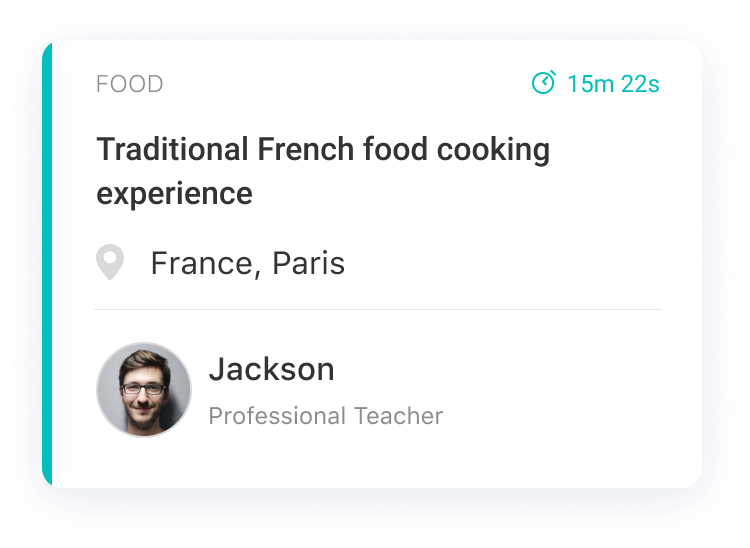 FOOD
15m 22s
Traditional French food cooking
experience
France, Paris
Jackson
Professional Teacher